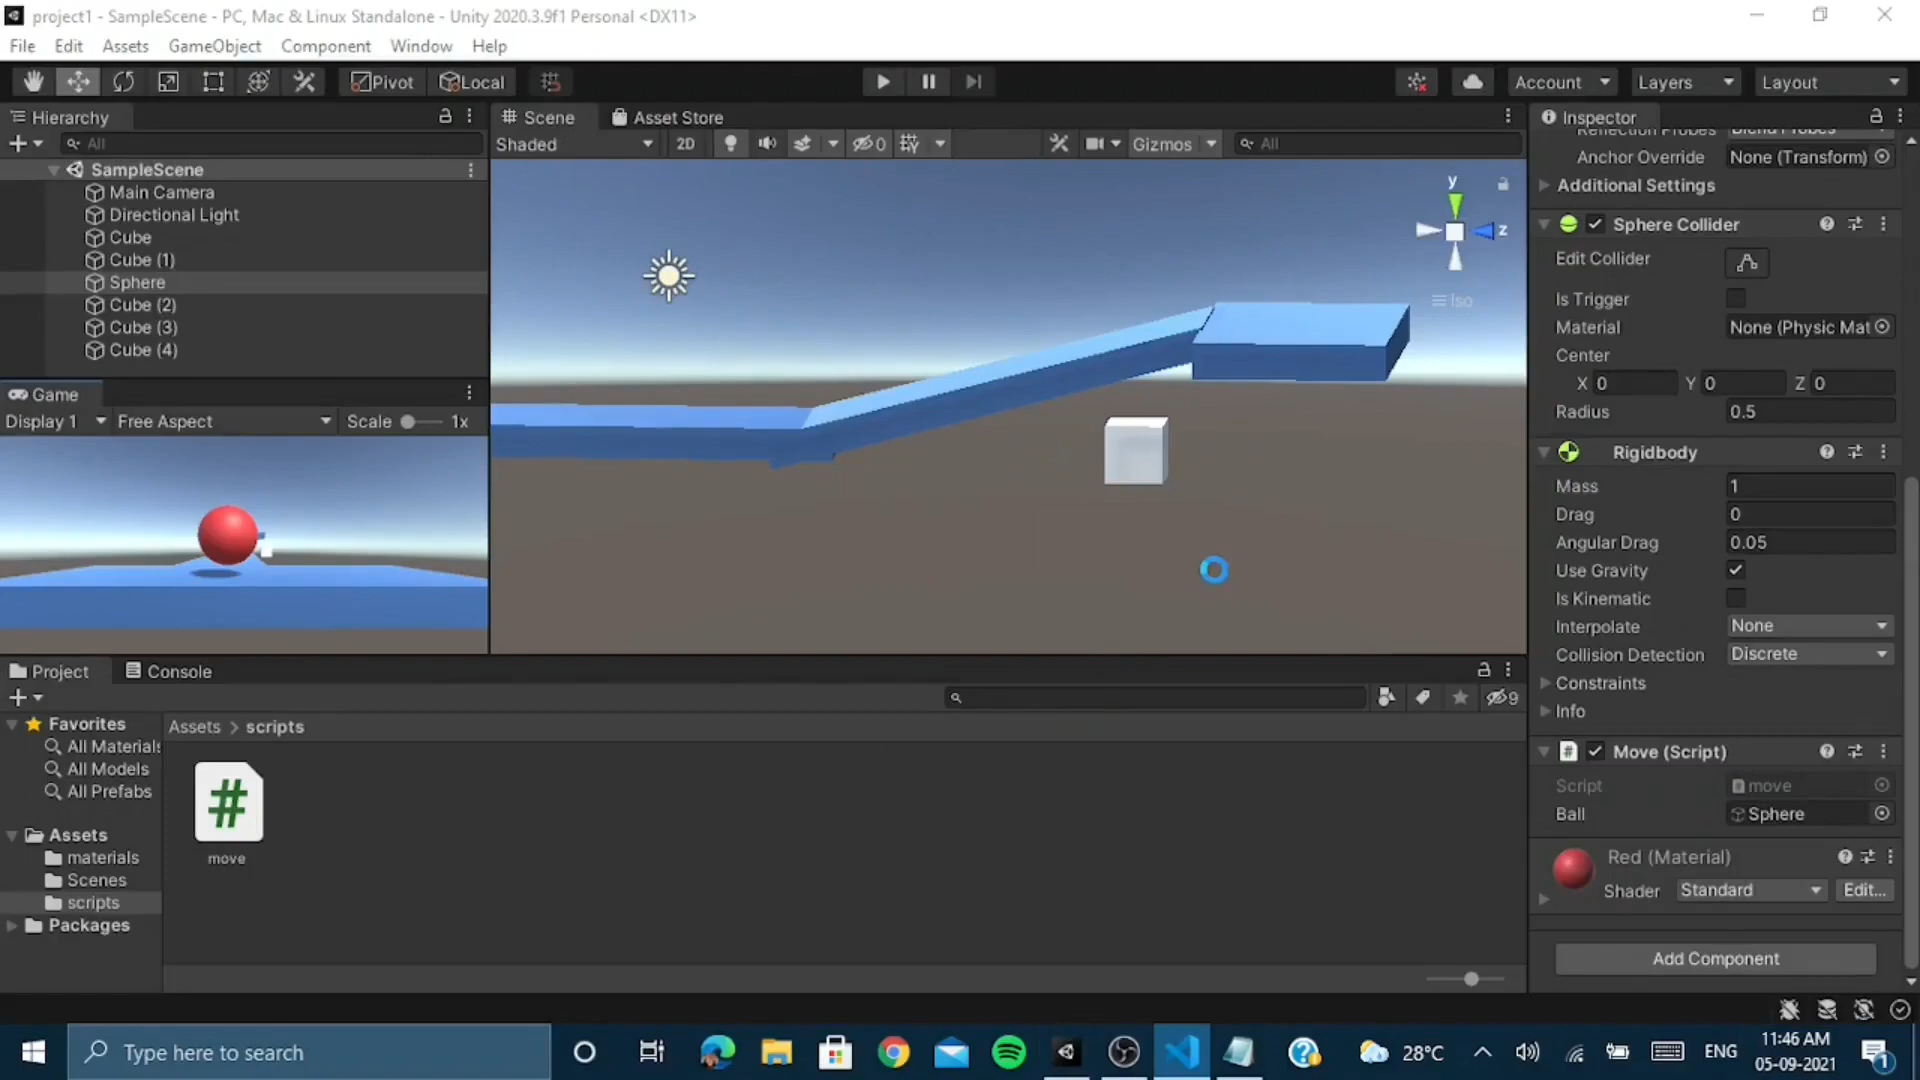 project1 - SampleScene - PC, Mac & Linux Standalone - Unity 2020.3.9f1 Personal <DX11>
File Edit Assets GameObject Component Window Help
Pivot Local Account Layers Layout
Hierarchy
All
SampleScene
Main Camera
Directional Light
Cube
Cube (1)
Sphere
Cube (2)
Cube (3)
Cube (4)
Scene Asset Store
Shaded 2D 0 Gizmos All
y
z
Iso
Game
Display 1 Free Aspect Scale 1x
Project Console
9
Favorites
All Materials
All Models
All Prefabs
Assets
materials
Scenes
scripts
Packages
Assets > scripts
#
move
Inspector
Reflection Probes Blend Probes
Anchor Override None (Transform)
Additional Settings
Sphere Collider
Edit Collider
Is Trigger
Material None (Physic Mat
Center
X 0 Y 0 Z 0
Radius 0.5
Rigidbody
Mass 1
Drag 0
Angular Drag 0.05
Use Gravity
Is Kinematic
Interpolate None
Collision Detection Discrete
Constraints
Info
# Move (Script)
Script move
Ball Sphere
Red (Material)
Shader Standard Edit...
Add Component
Type here to search
28°C ENG
11:46 AM
05-09-2021
1